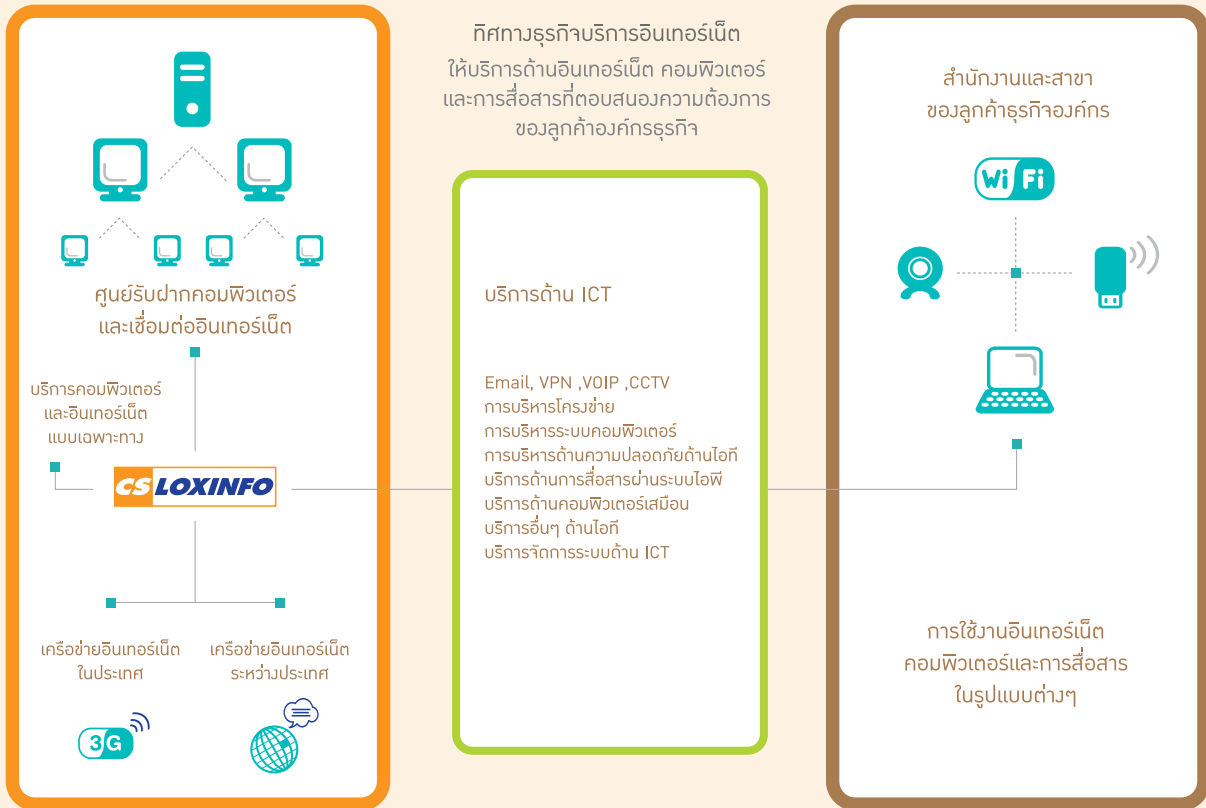 ทิศทางธุรกิจบริการอินเทอร์เน็ต
ให้บริการด้านอินเทอร์เน็ต คอมพิวเตอร์
และการสื่อสารที่ตอบสนองความต้องการ
ของลูกค้าองค์กรธุรกิจ
ศูนย์รับฝากคอมพิวเตอร์
และเชื่อมต่ออินเทอร์เน็ต
บริการคอมพิวเตอร์
และอินเทอร์เน็ต
แบบเฉพาะทาง
CS LOXINFO
เครือข่ายอินเทอร์เน็ต
ในประเทศ
3G
เครือข่ายอินเทอร์เน็ต
ระหว่างประเทศ
บริการด้าน ICT
Email, VPN ,VOIP ,CCTV
การบริหารโครงข่าย
การบริหารระบบคอมพิวเตอร์
การบริหารด้านความปลอดภัยด้านไอที
บริการด้านการสื่อสารผ่านระบบไอพี
บริการด้านคอมพิวเตอร์เสมือน
บริการอื่นๆ ด้านไอที
บริการจัดการระบบด้าน ICT
สำนักงานและสาขา
ของลูกค้าธุรกิจองค์กร
Wi Fi
การใช้งานอินเทอร์เน็ต
คอมพิวเตอร์และการสื่อสาร
ในรูปแบบต่างๆ